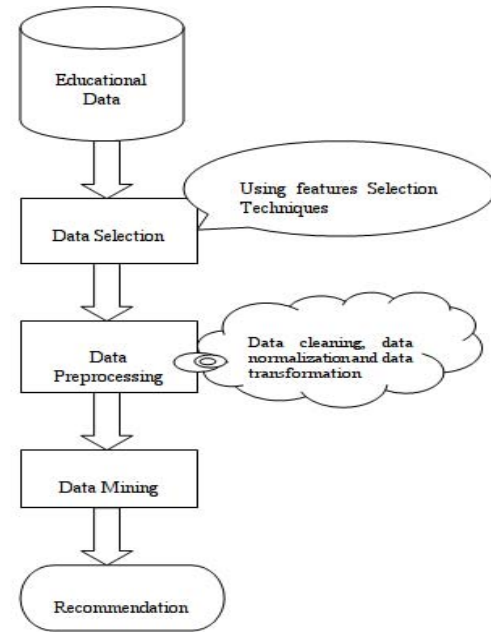 Educational
Data
Using features Selection
Techniques
Data Selection
Data cleaning, data
normalizationand data
transformation
Data
Preprocessing
Data Mining
Recommendation